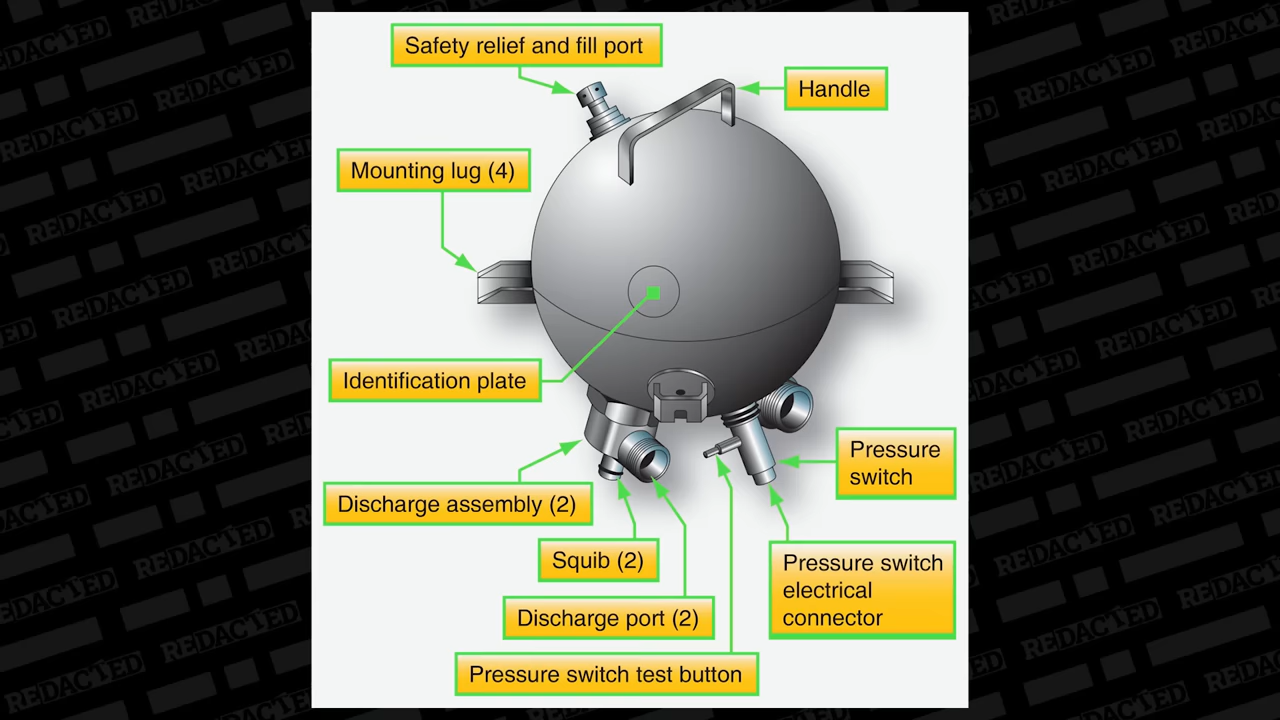 Safety relief and fill port
Handle
Mounting lug (4)
Identification plate
Pressure
switch
Discharge assembly (2)
Squib (2)
Pressure switch
electrical
connector
Discharge port (2)
Pressure switch test button
REDACTED